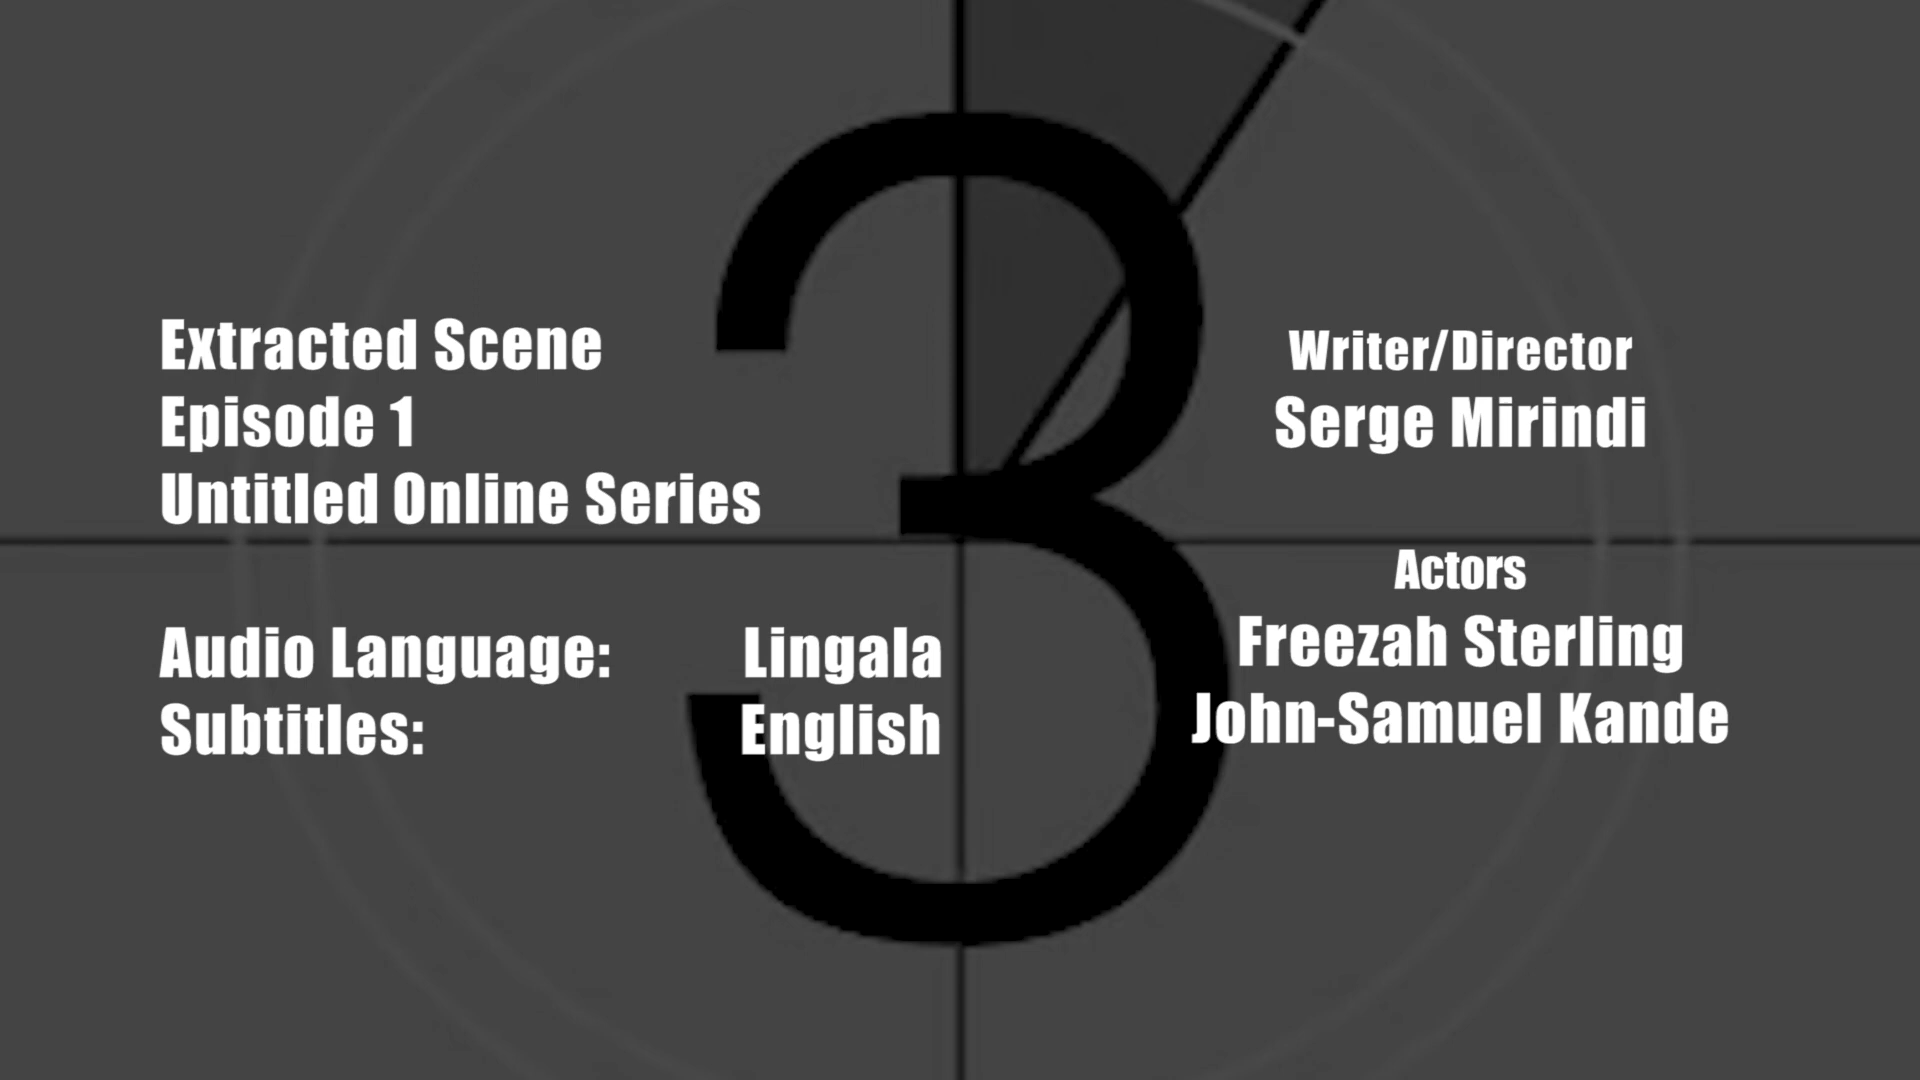 Extracted Scene
Episode 1
Untitled Online Series
Audio Language: Lingala
Subtitles: English
3
Writer/Director
Serge Mirindi
Actors
Freezah Sterling
John-Samuel Kande